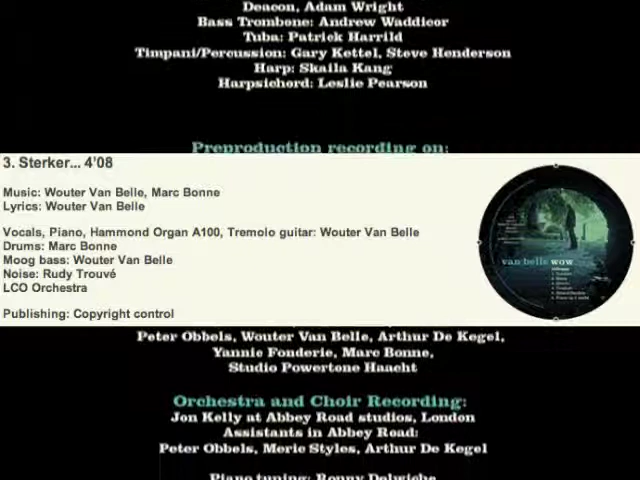 Deacon, Adam Wright
Bass Trombone: Andrew Waddicor
Tuba: Patrick Harrild
Timpani/Percussion: Gary Kettel, Steve Henderson
Harp: Skaila Kang
Harpsichord: Leslie Pearson
Preproduction recording on:
3. Sterker... 4'08
Music: Wouter Van Belle, Marc Bonne
Lyrics: Wouter Van Belle
Vocals, Piano, Hammond Organ A100, Tremolo guitar: Wouter Van Belle
Drums: Marc Bonne
Moog bass: Wouter Van Belle
Noise: Rudy Trouvé
LCO Orchestra
Publishing: Copyright control
van belle wow
Peter Obbels, Wouter Van Belle, Arthur De Kegel,
Yannie Fonderie, Marc Bonne,
Studio Powertone Haacht
Orchestra and Choir Recording:
Jon Kelly at Abbey Road studios, London
Assistants in Abbey Road:
Peter Obbels, Meric Styles, Arthur De Kegel
Piano tuning: Ronny Delwiche